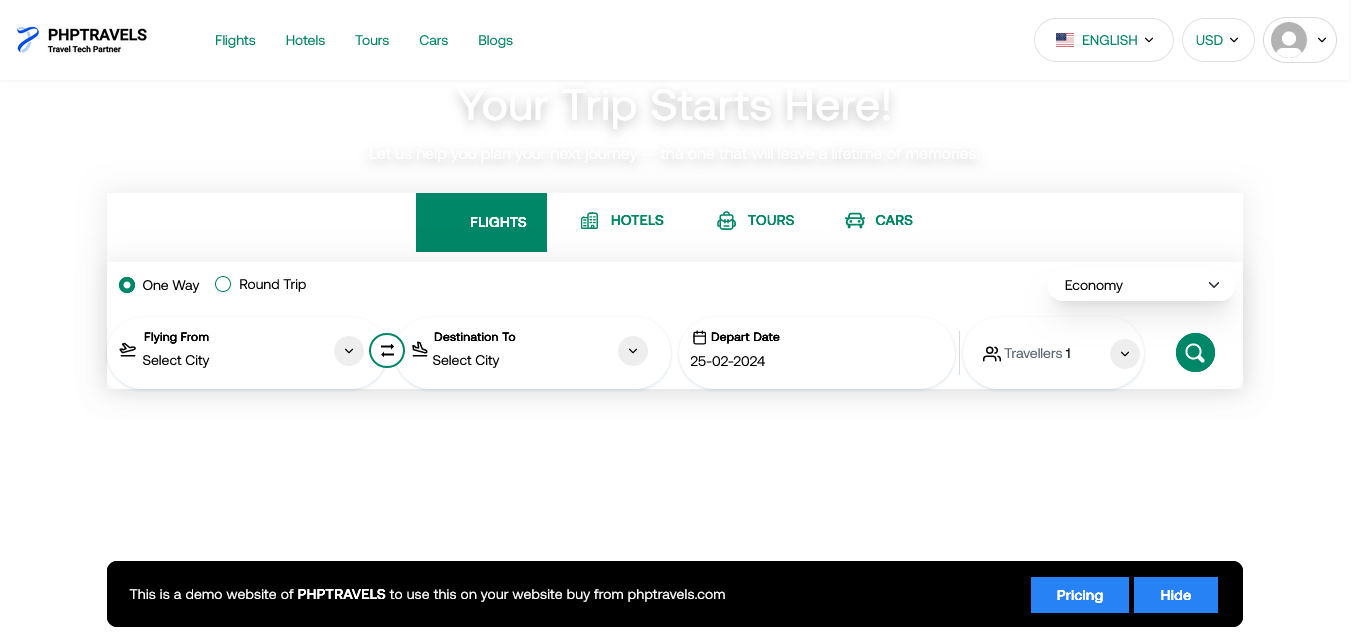 PHPTRAVELS
Travel Tech Partner
Flights
Hotels
Tours
Cars
Blogs
ENGLISH
USD
Your Trip Starts Here!
Let us help you plan your next journey — the one that will leave a lifetime of memories
FLIGHTS
HOTELS
TOURS
CARS
One Way
Round Trip
Economy
Flying From
Select City
Destination To
Select City
Depart Date
25-02-2024
Travellers 1
This is a demo website of PHPTRAVELS to use this on your website buy from phptravels.com
Pricing
Hide